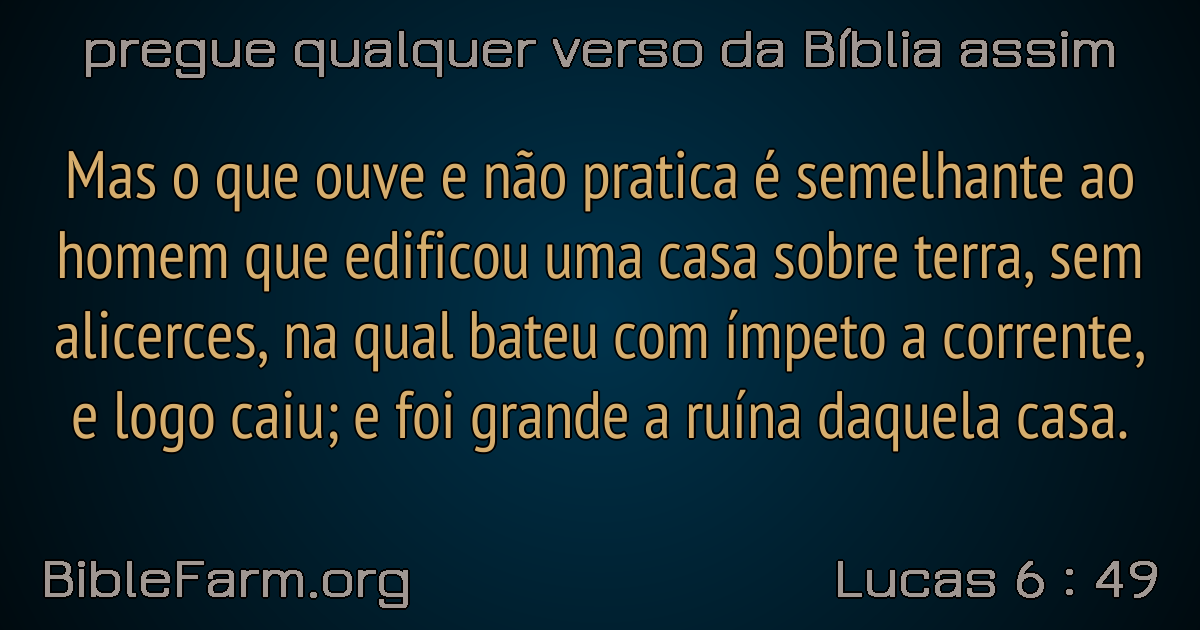 pregue qualquer verso da Bíblia assim
Mas o que ouve e não pratica é semelhante ao
homem que edificou uma casa sobre terra, sem
alicerces, na qual bateu com ímpeto a corrente,
e logo caiu; e foi grande a ruína daquela casa.
BibleFarm.org
Lucas 6 : 49